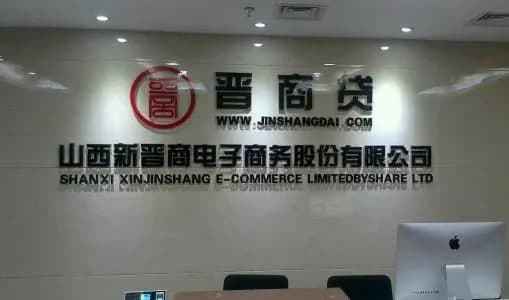 晋商贷
WWW.JINSHANGDAI.COM
山西新晋商电子商务股份有限公司
SHANXI XINJINSHANG E-COMMERCE LIMITEDBYSHARE LTD